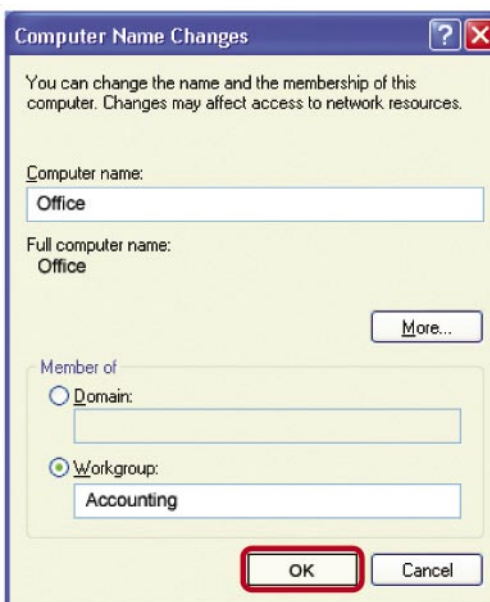 Computer Name Changes
?
X
You can change the name and the membership of this
computer. Changes may affect access to network resources.
Computer name:
Office
Full computer name:
Office
More...
Member of
Domain:
Workgroup:
Accounting
OK
Cancel